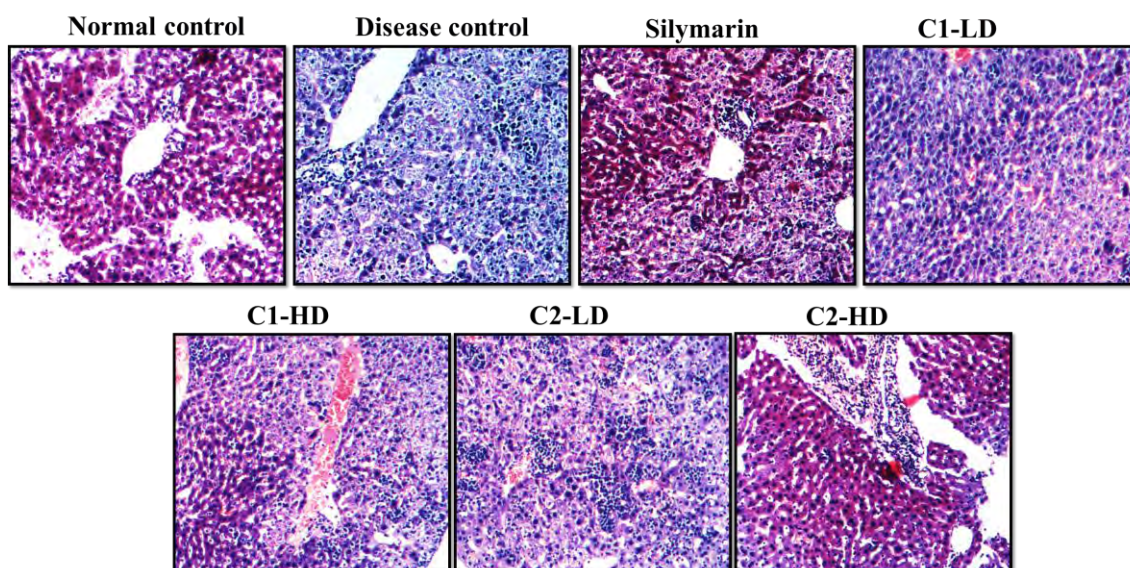 Normal control Disease control Silymarin C1-LD
C1-HD C2-LD C2-HD